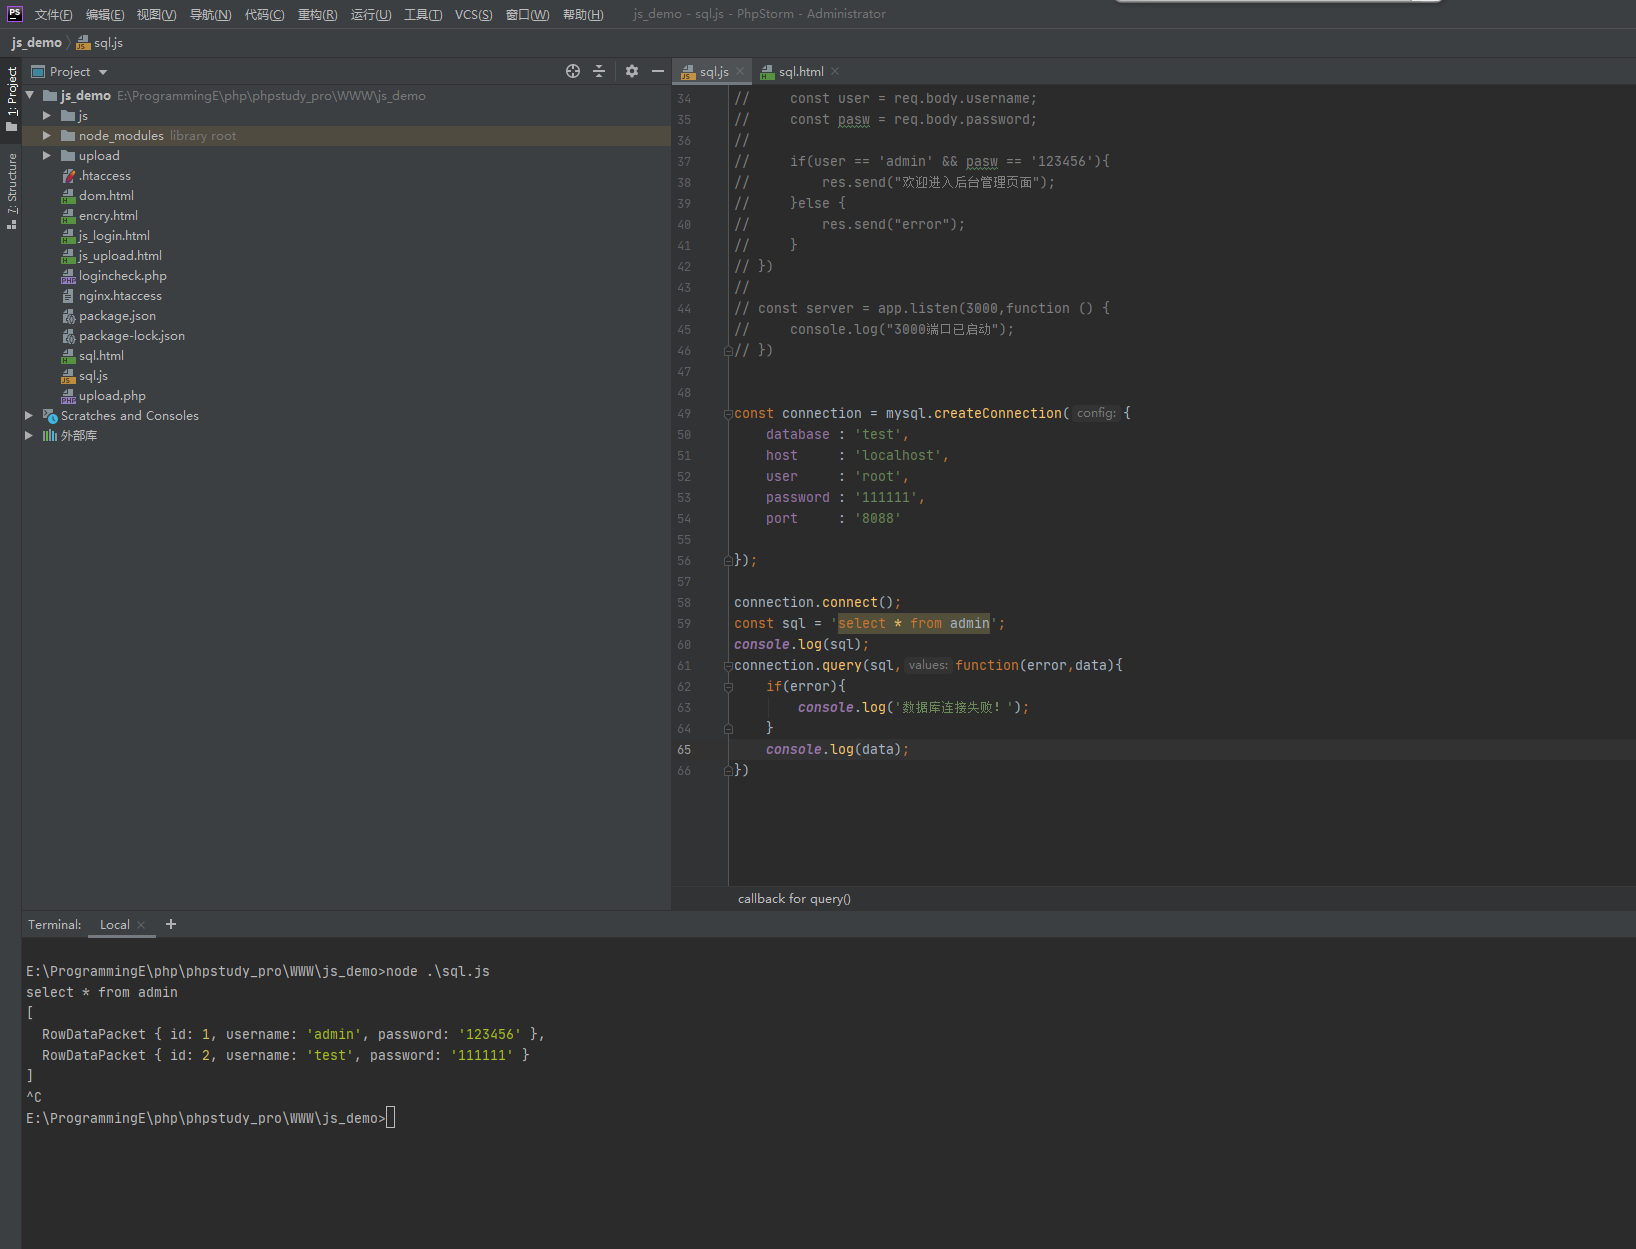 PS 文件(F) 编辑(E) 视图(V) 导航(N) 代码(C) 重构(R) 运行(U) 工具(T) VCS(S) 窗口(W) 帮助(H) js_demo - sql.js - PhpStorm - Administrator
js_demo sql.js
1: Project
7: Structure
Project
js_demo E:\ProgrammingE\php\phpstudy_pro\WWW\js_demo
js
node_modules library root
upload
.htaccess
dom.html
encry.html
js_login.html
js_upload.html
logincheck.php
nginx.htaccess
package.json
package-lock.json
sql.html
sql.js
upload.php
Scratches and Consoles
外部库
sql.js sql.html
34 //     const user = req.body.username;
35 //     const pasw = req.body.password;
36 //
37 //     if(user == 'admin' && pasw == '123456'){
38 //         res.send("欢迎进入后台管理页面");
39 //     }else {
40 //         res.send("error");
41 //     }
42 // })
43 //
44 // const server = app.listen(3000,function () {
45 //     console.log("3000端口已启动");
46 // })
47
48
49 const connection = mysql.createConnection( config: {
50     database : 'test',
51     host     : 'localhost',
52     user     : 'root',
53     password : '111111',
54     port     : '8088'
55
56 });
57
58 connection.connect();
59 const sql = 'select * from admin';
60 console.log(sql);
61 connection.query(sql, values: function(error,data){
62     if(error){
63         console.log('数据库连接失败！');
64     }
65     console.log(data);
66 })
callback for query()
Terminal: Local +
E:\ProgrammingE\php\phpstudy_pro\WWW\js_demo>node .\sql.js
select * from admin
[
  RowDataPacket { id: 1, username: 'admin', password: '123456' },
  RowDataPacket { id: 2, username: 'test', password: '111111' }
]
^C
E:\ProgrammingE\php\phpstudy_pro\WWW\js_demo>